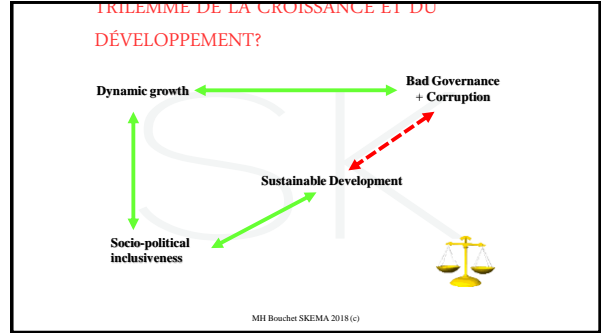 TRILEMME DE LA CROISSANCE ET DU
DÉVELOPPEMENT?
Dynamic growth
Bad Governance
+ Corruption
Sustainable Development
Socio-political
inclusiveness
MH Bouchet SKEMA 2018 (c)